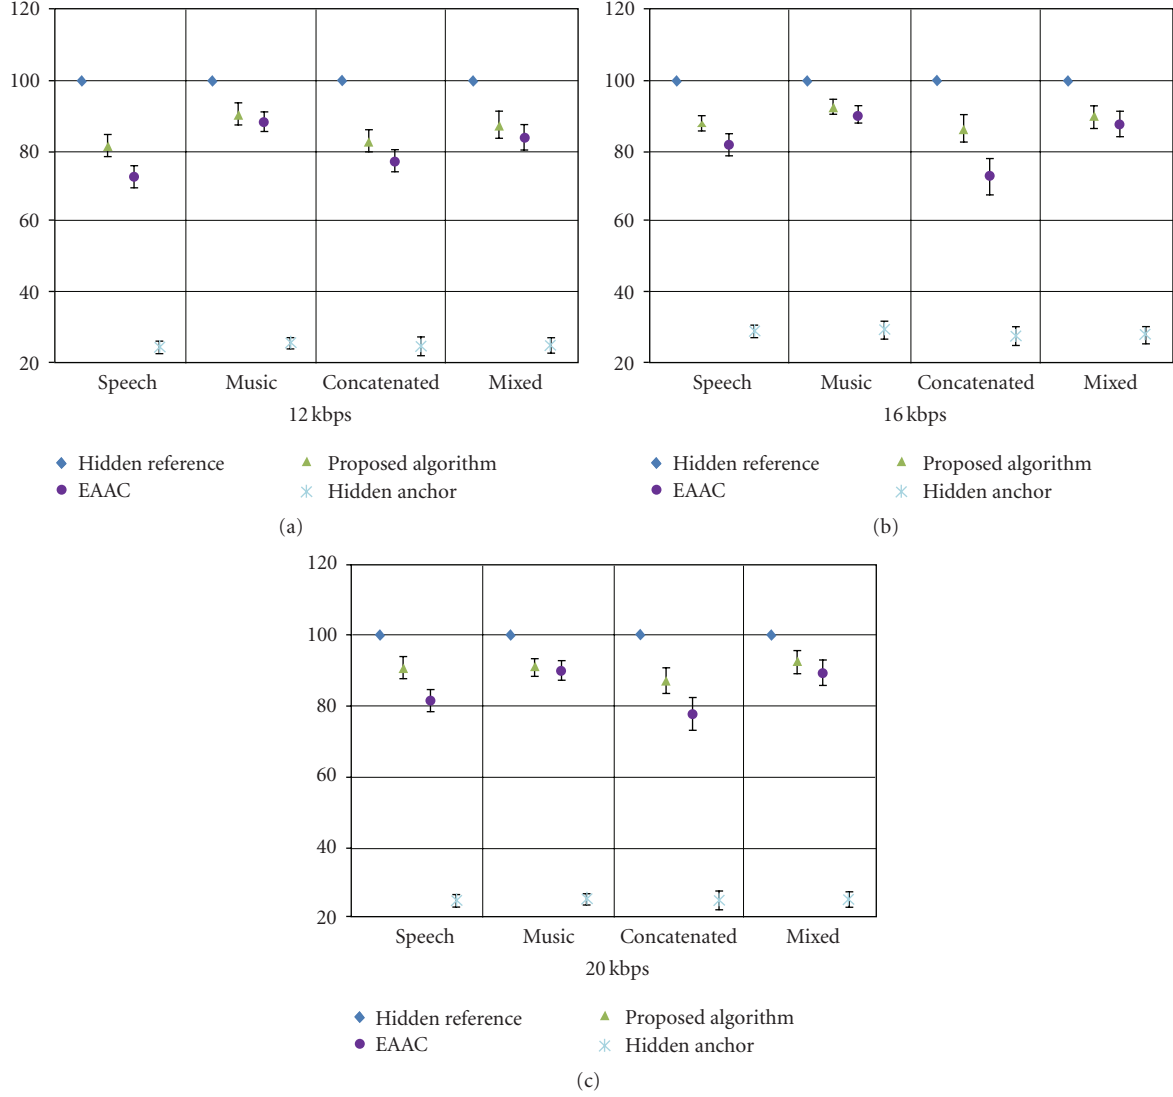 120
100
80
60
40
20
Speech Music Concatenated Mixed
12 kbps
Hidden reference Proposed algorithm
EAAC Hidden anchor
(a)
120
100
80
60
40
20
Speech Music Concatenated Mixed
16 kbps
Hidden reference Proposed algorithm
EAAC Hidden anchor
(b)
120
100
80
60
40
20
Speech Music Concatenated Mixed
20 kbps
Hidden reference Proposed algorithm
EAAC Hidden anchor
(c)